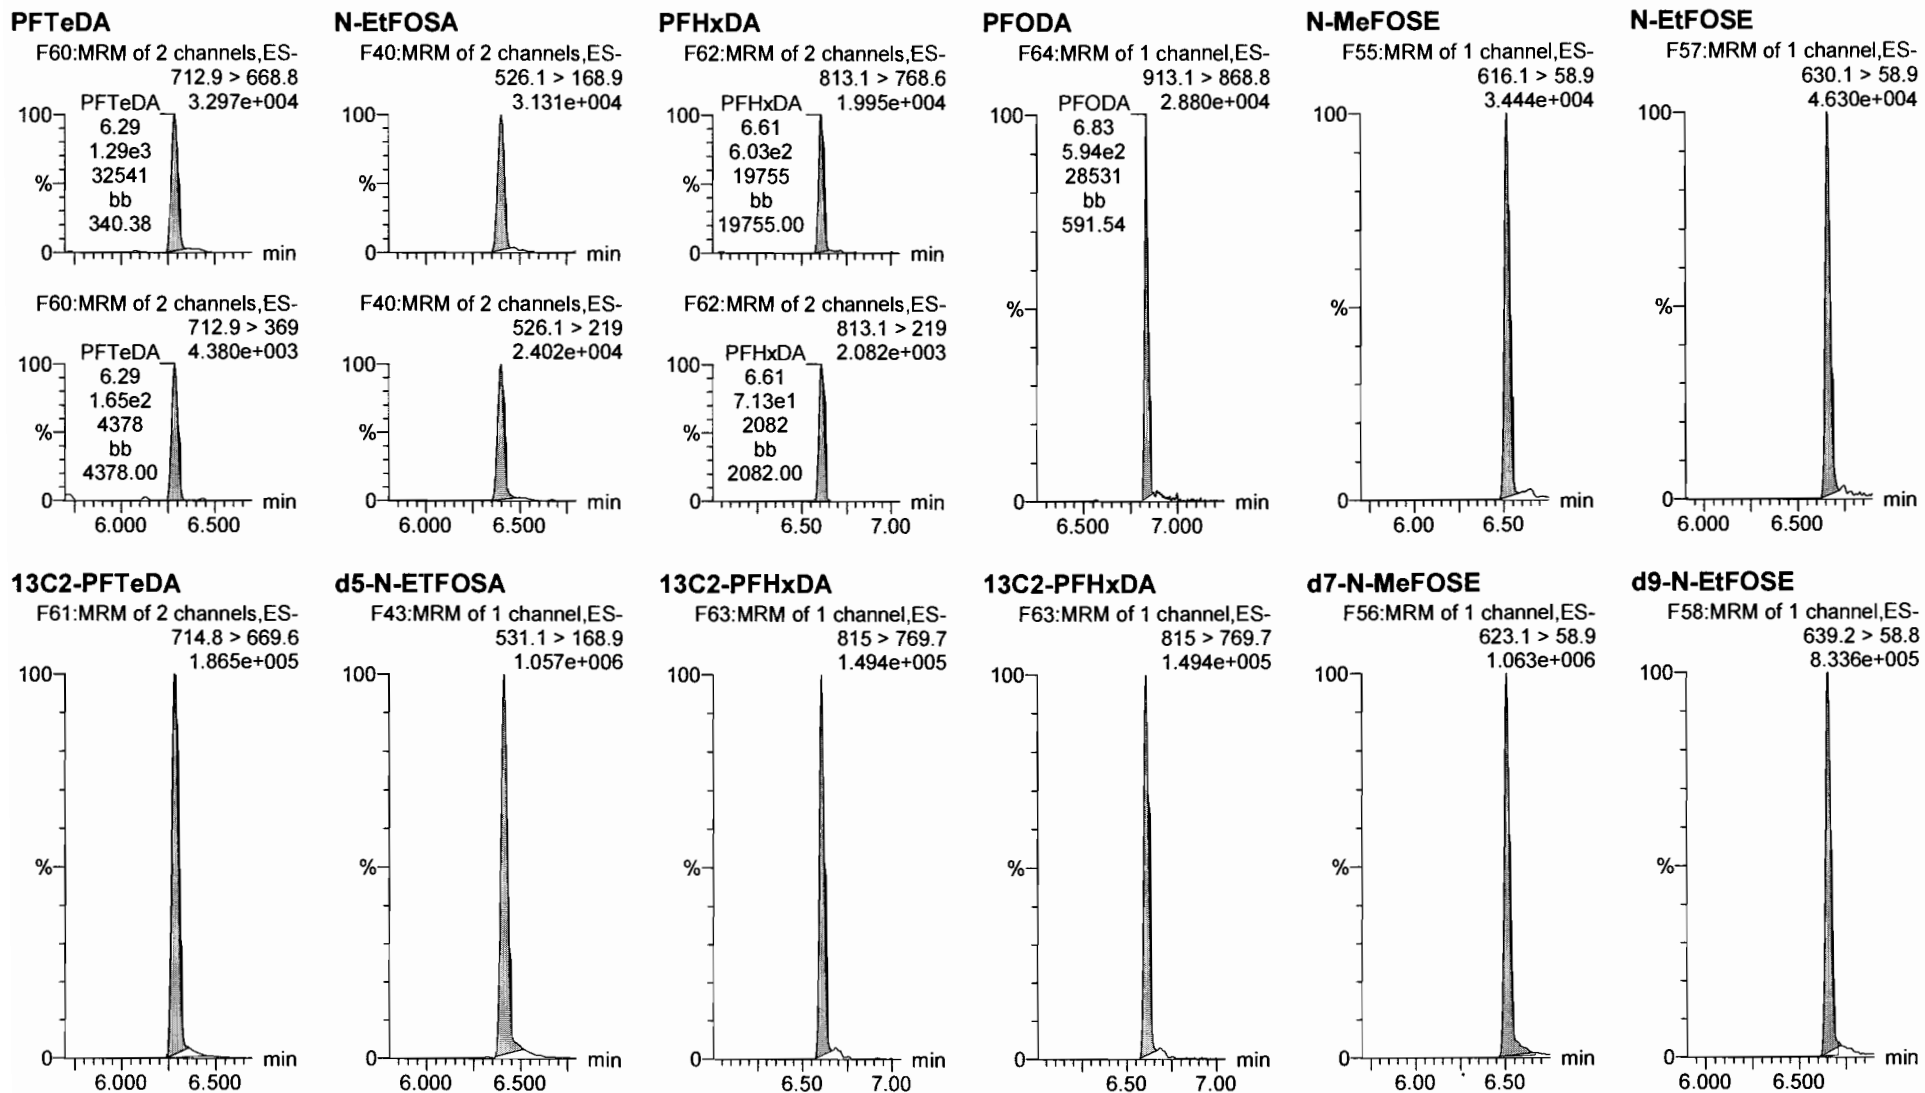 PFTeDA
F60:MRM of 2 channels,ES-
712.9 > 668.8
3.297e+004
100
PFTeDA
6.29
1.29e3
32541
bb
340.38
%
0
min
F60:MRM of 2 channels,ES-
712.9 > 369
4.380e+003
100
PFTeDA
6.29
1.65e2
4378
bb
4378.00
%
0
min
6.000 6.500
N-EtFOSA
F40:MRM of 2 channels,ES-
526.1 > 168.9
3.131e+004
100
%
0
min
F40:MRM of 2 channels,ES-
526.1 > 219
2.402e+004
100
%
0
min
6.000 6.500
PFHxDA
F62:MRM of 2 channels,ES-
813.1 > 768.6
1.995e+004
100
PFHxDA
6.61
6.03e2
19755
bb
19755.00
%
0
min
F62:MRM of 2 channels,ES-
813.1 > 219
2.082e+003
100
PFHxDA
6.61
7.13e1
2082
bb
2082.00
%
0
min
6.50 7.00
PFODA
F64:MRM of 1 channel,ES-
913.1 > 868.8
2.880e+004
100
PFODA
6.83
5.94e2
28531
bb
591.54
%
0
min
6.500 7.000
N-MeFOSE
F55:MRM of 1 channel,ES-
616.1 > 58.9
3.444e+004
100
%
0
min
6.00 6.50
N-EtFOSE
F57:MRM of 1 channel,ES-
630.1 > 58.9
4.630e+004
100
%
0
min
6.000 6.500
13C2-PFTeDA
F61:MRM of 2 channels,ES-
714.8 > 669.6
1.865e+005
100
%
0
min
6.000 6.500
d5-N-ETFOSA
F43:MRM of 1 channel,ES-
531.1 > 168.9
1.057e+006
100
%
0
min
6.000 6.500
13C2-PFHxDA
F63:MRM of 1 channel,ES-
815 > 769.7
1.494e+005
100
%
0
min
6.50 7.00
13C2-PFHxDA
F63:MRM of 1 channel,ES-
815 > 769.7
1.494e+005
100
%
0
min
6.50 7.00
d7-N-MeFOSE
F56:MRM of 1 channel,ES-
623.1 > 58.9
1.063e+006
100
%
0
min
6.00 6.50
d9-N-EtFOSE
F58:MRM of 1 channel,ES-
639.2 > 58.8
8.336e+005
100
%
0
min
6.000 6.500